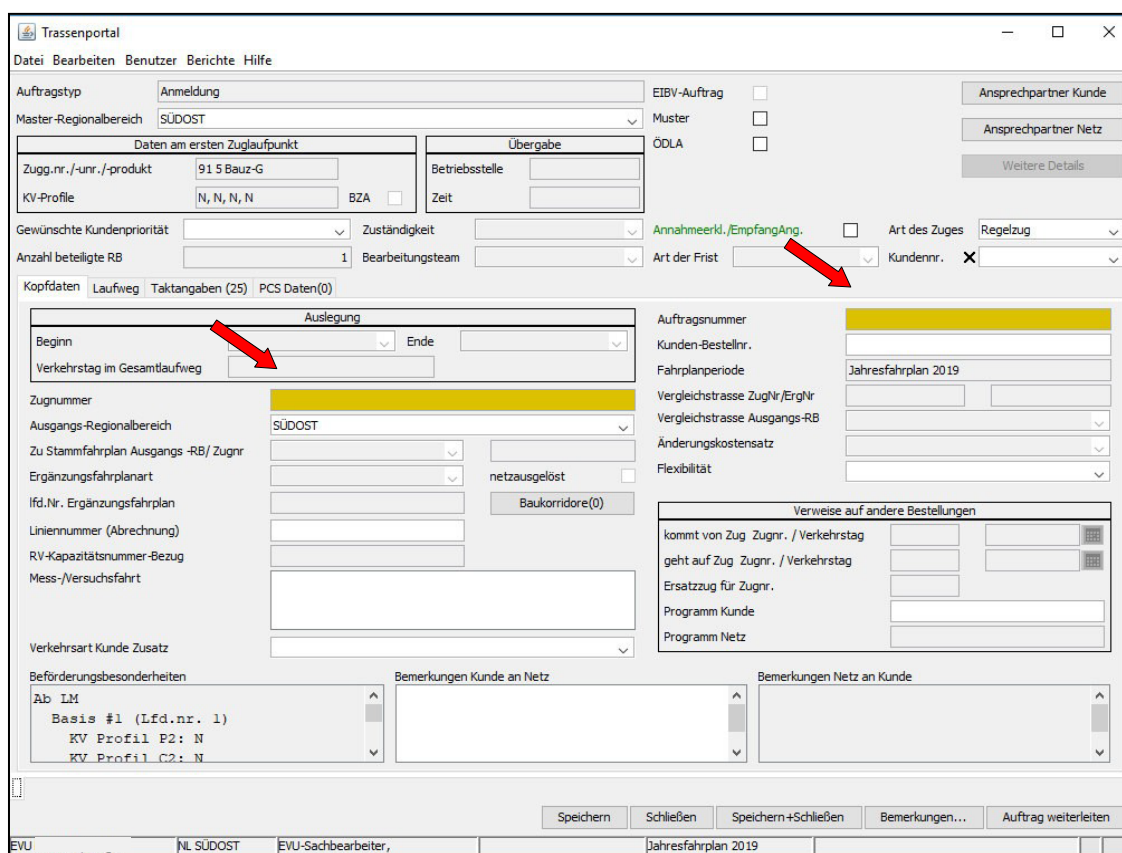 Trassenportal
Datei Bearbeiten Benutzer Berichte Hilfe
Auftragstyp Anmeldung EIBV-Auftrag Ansprechpartner Kunde
Master-Regionalbereich SÜDOST Muster Ansprechpartner Netz
Daten am ersten Zuglaufpunkt Übergabe ÖDLA
Zugg.nr./-unr./-produkt 91 5 Bauz-G Betriebsstelle Weitere Details
KV-Profile N, N, N, N BZA Zeit
Gewünschte Kundenpriorität Zuständigkeit Annahmeerkl./EmpfangAng. Art des Zuges Regelzug
Anzahl beteiligte RB 1 Bearbeitungsteam Art der Frist Kundennr.
Kopfdaten Laufweg Taktangaben (25) PCS Daten(0)
Auslegung
Beginn Ende
Verkehrstag im Gesamtlaufweg
Zugnummer
Ausgangs-Regionalbereich SÜDOST
Zu Stammfahrplan Ausgangs -RB/ Zugnr
Ergänzungsfahrplanart netzausgelöst
lfd.Nr. Ergänzungsfahrplan Baukorridore(0)
Liniennummer (Abrechnung)
RV-Kapazitätsnummer-Bezug
Mess-/Versuchsfahrt
Verkehrsart Kunde Zusatz
Auftragsnummer
Kunden-Bestellnr.
Fahrplanperiode Jahresfahrplan 2019
Vergleichstrasse ZugNr/ErgNr
Vergleichstrasse Ausgangs-RB
Änderungskostensatz
Flexibilität
Verweise auf andere Bestellungen
kommt von Zug Zugnr. / Verkehrstag
geht auf Zug Zugnr. / Verkehrstag
Ersatzzug für Zugnr.
Programm Kunde
Programm Netz
Beförderungsbesonderheiten Bemerkungen Kunde an Netz Bemerkungen Netz an Kunde
Ab LM
Basis #1 (Lfd.nr. 1)
KV Profil P2: N
KV Profil C2: N
Speichern Schließen Speichern+Schließen Bemerkungen... Auftrag weiterleiten
EVU NL SÜDOST EVU-Sachbearbeiter, Jahresfahrplan 2019